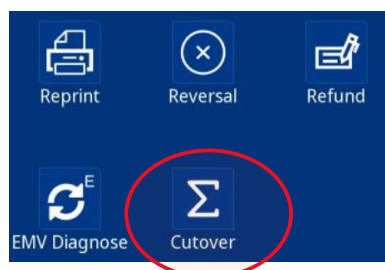 Reprint
Reversal
Refund
E
EMV Diagnose
Σ
Cutover